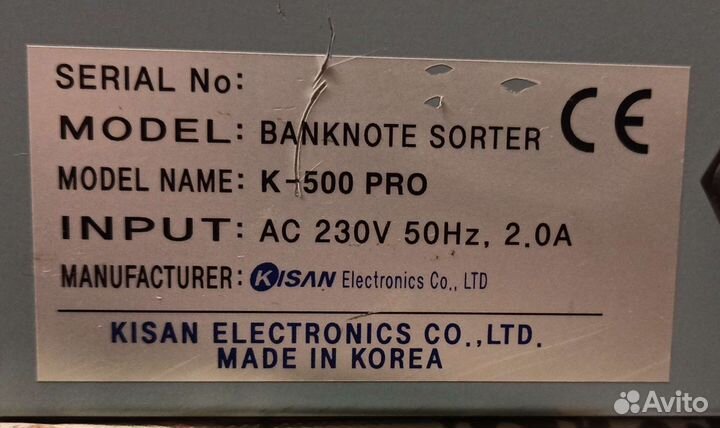 SERIAL No:
MODEL: BANKNOTE SORTER CE
MODEL NAME: K-500 PRO
INPUT: AC 230V 50Hz, 2.0A
MANUFACTURER: KISAN Electronics Co., LTD
KISAN ELECTRONICS CO.,LTD.
MADE IN KOREA
Avito